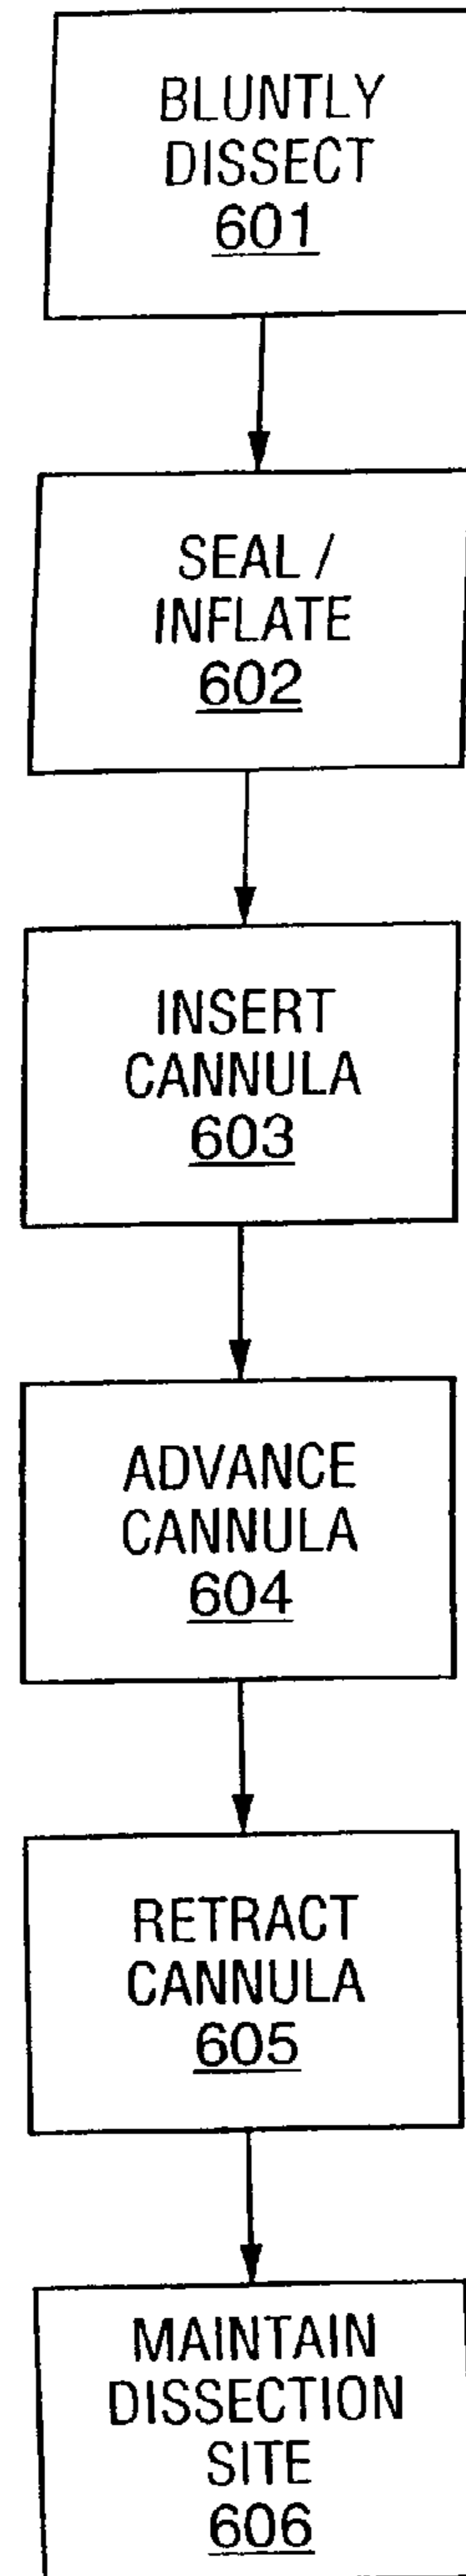 BLUNTLY
DISSECT
601
SEAL /
INFLATE
602
INSERT
CANNULA
603
ADVANCE
CANNULA
604
RETRACT
CANNULA
605
MAINTAIN
DISSECTION
SITE
606